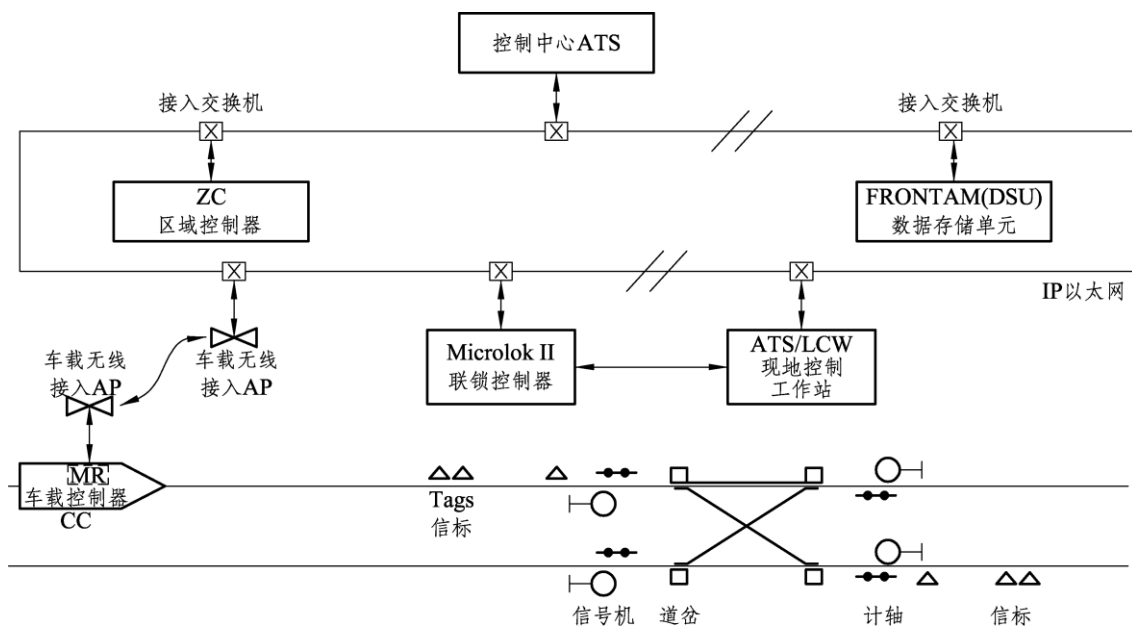 控制中心ATS
接入交换机
接入交换机
ZC
区域控制器
FRONTAM(DSU)
数据存储单元
IP以太网
车载无线
接入AP
车载无线
接入AP
Microlok II
联锁控制器
ATS/LCW
现地控制
工作站
MR
车载控制器
CC
Tags
信标
信号机
道岔
计轴
信标